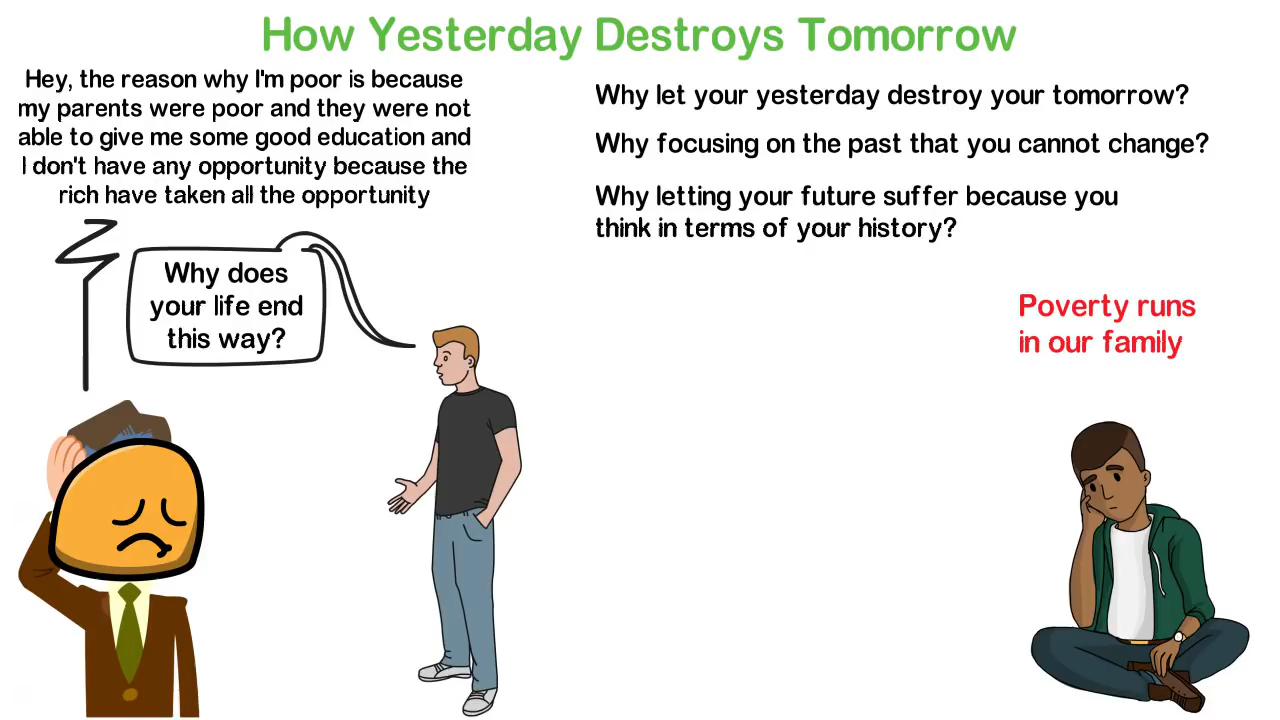 How Yesterday Destroys Tomorrow
Hey, the reason why I'm poor is because
my parents were poor and they were not
able to give me some good education and
I don't have any opportunity because the
rich have taken all the opportunity
Why does
your life end
this way?
Why let your yesterday destroy your tomorrow?
Why focusing on the past that you cannot change?
Why letting your future suffer because you
think in terms of your history?
Poverty runs
in our family